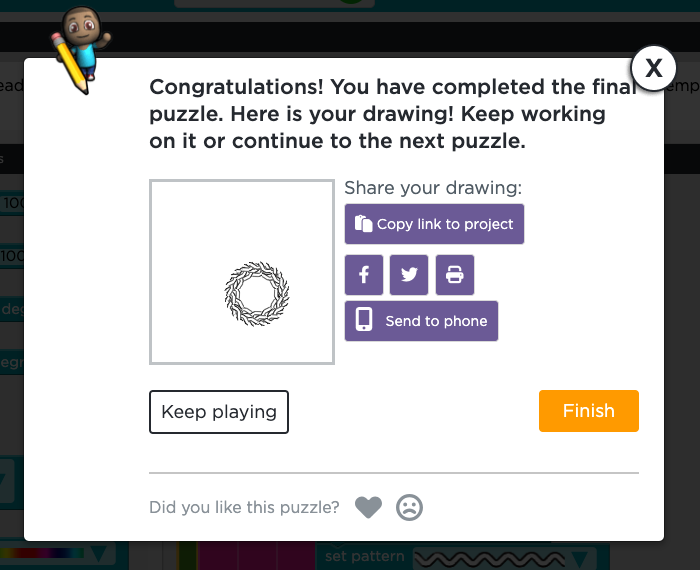 X
Congratulations! You have completed the final
puzzle. Here is your drawing! Keep working
on it or continue to the next puzzle.
Share your drawing:
Copy link to project
Send to phone
Keep playing
Finish
Did you like this puzzle?
100
100
set pattern